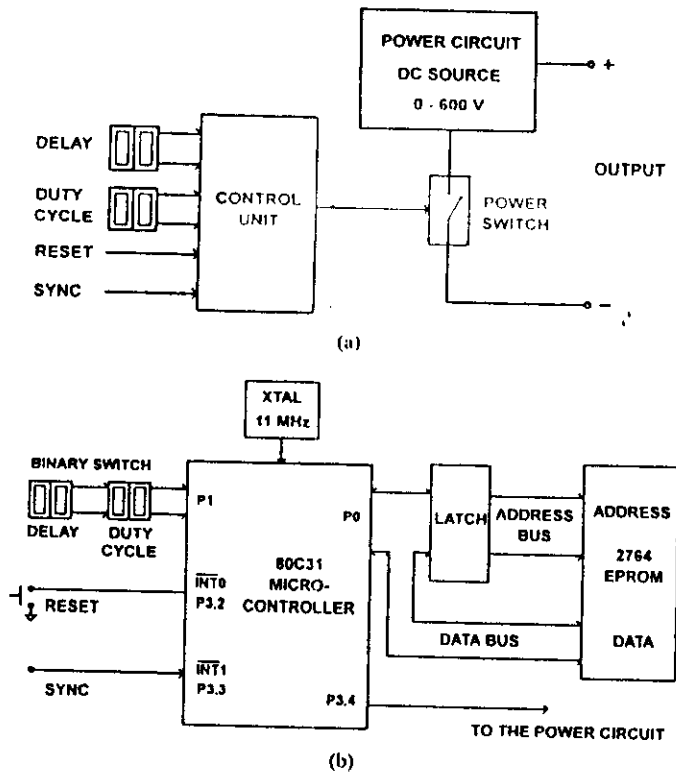 POWER CIRCUIT
DC SOURCE
0 - 600 V
+
DELAY
DUTY
CYCLE
RESET
SYNC
CONTROL
UNIT
OUTPUT
POWER
SWITCH
−
(a)
XTAL
11 MHz
BINARY SWITCH
DELAY
DUTY
CYCLE
P1
P0
LATCH
ADDRESS
BUS
ADDRESS
2764
EPROM
DATA
80C31
MICRO-
CONTROLLER
INT0
P3.2
RESET
DATA BUS
INT1
P3.3
SYNC
P3.4
TO THE POWER CIRCUIT
(b)